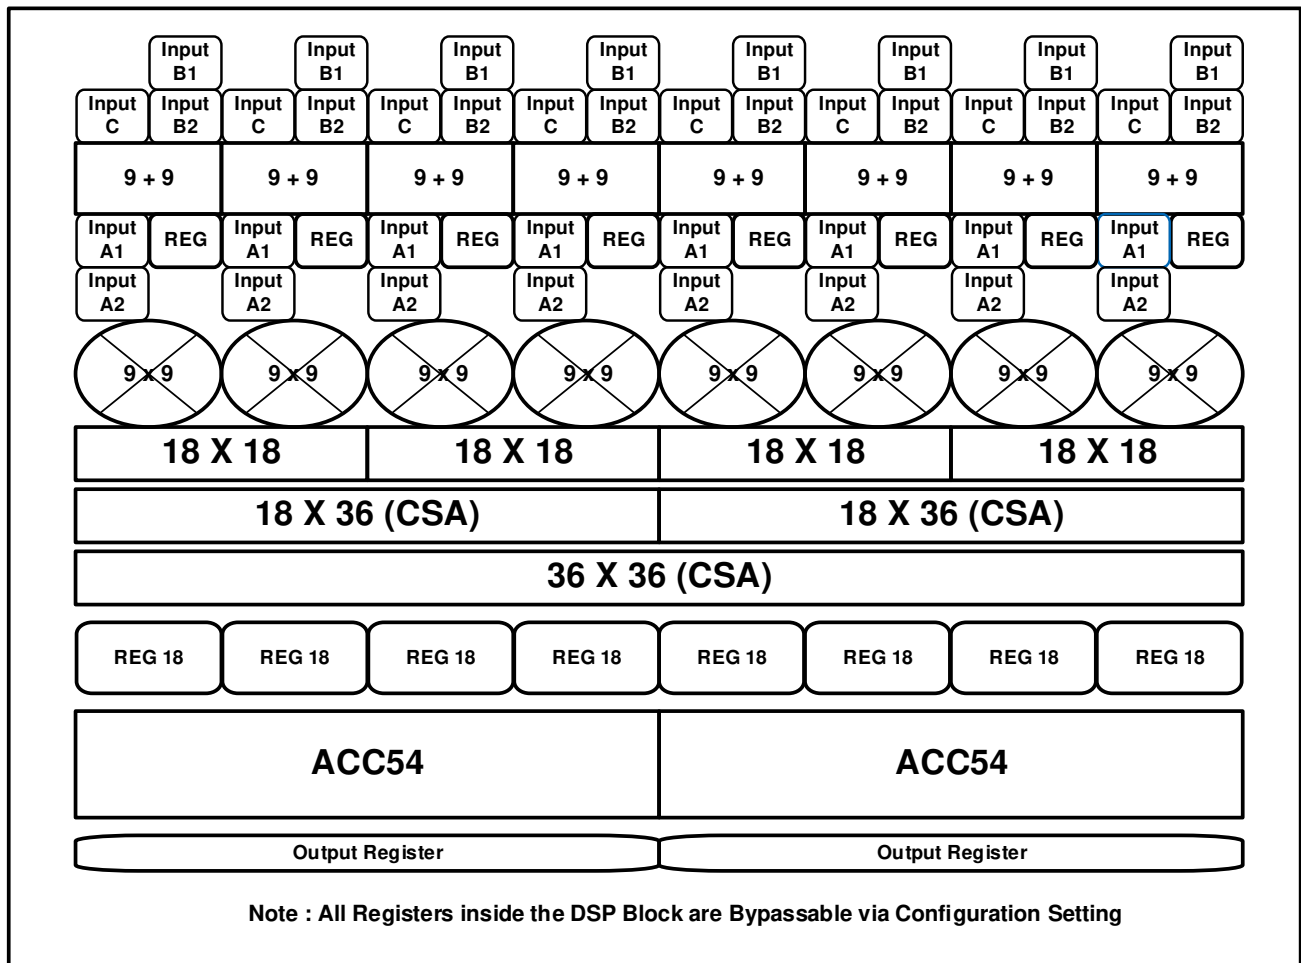 Input B1 Input B1 Input B1 Input B1 Input B1 Input B1 Input B1 Input B1
Input C Input B2 Input C Input B2 Input C Input B2 Input C Input B2 Input C Input B2 Input C Input B2 Input C Input B2 Input C Input B2
9 + 9 9 + 9 9 + 9 9 + 9 9 + 9 9 + 9 9 + 9 9 + 9
Input A1 REG Input A1 REG Input A1 REG Input A1 REG Input A1 REG Input A1 REG Input A1 REG Input A1 REG
Input A2 Input A2 Input A2 Input A2 Input A2 Input A2 Input A2 Input A2
9 x 9 9 x 9 9 x 9 9 x 9 9 x 9 9 x 9 9 x 9 9 x 9
18 X 18 18 X 18 18 X 18 18 X 18
18 X 36 (CSA) 18 X 36 (CSA)
36 X 36 (CSA)
REG 18 REG 18 REG 18 REG 18 REG 18 REG 18 REG 18 REG 18
ACC54 ACC54
Output Register Output Register
Note : All Registers inside the DSP Block are Bypassable via Configuration Setting